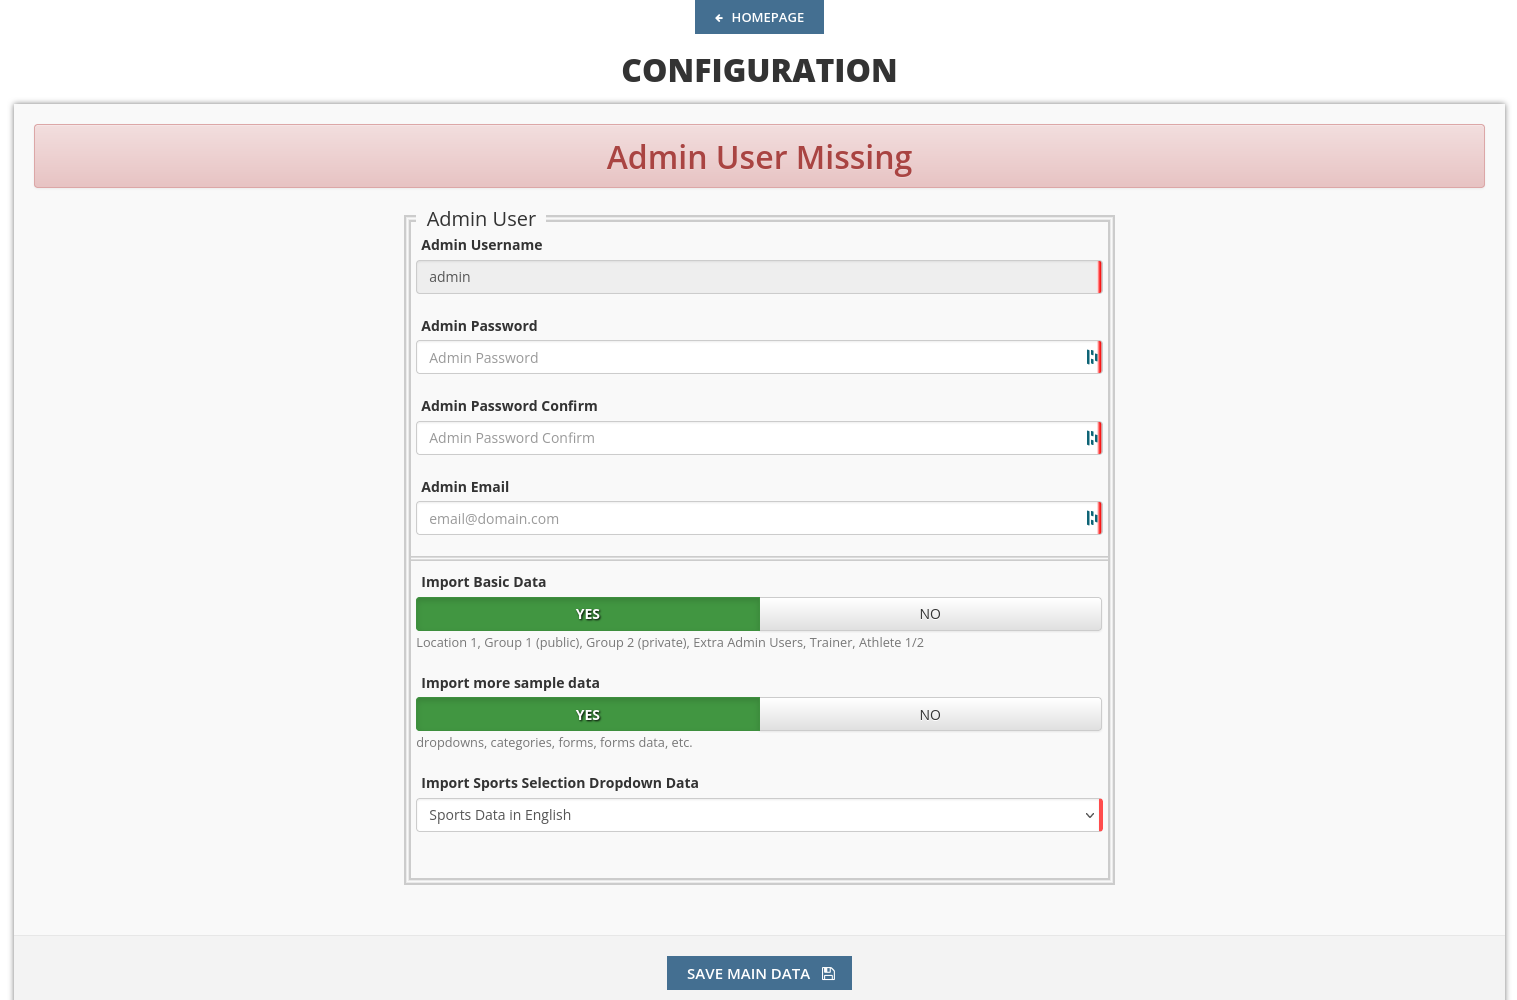 HOMEPAGE
CONFIGURATION
Admin User Missing
Admin User
Admin Username
admin
Admin Password
Admin Password
Admin Password Confirm
Admin Password Confirm
Admin Email
email@domain.com
Import Basic Data
YES NO
Location 1, Group 1 (public), Group 2 (private), Extra Admin Users, Trainer, Athlete 1/2
Import more sample data
YES NO
dropdowns, categories, forms, forms data, etc.
Import Sports Selection Dropdown Data
Sports Data in English
SAVE MAIN DATA